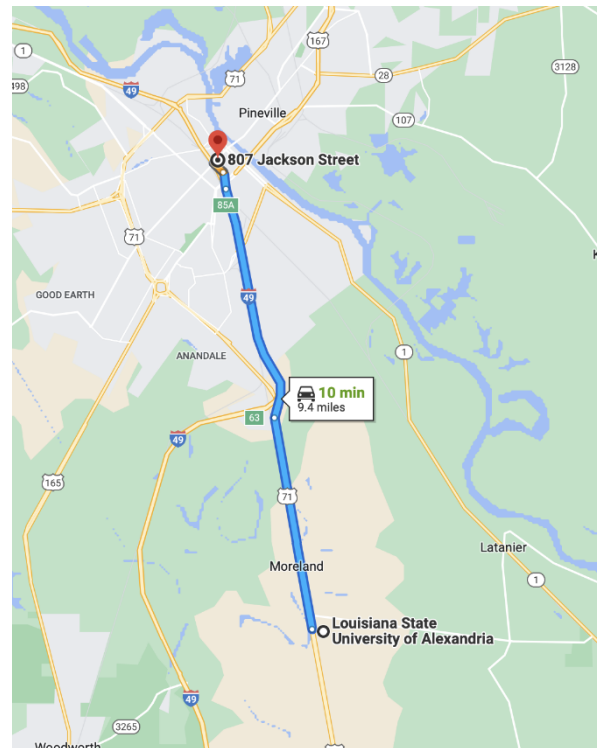 167
1
71
28
3128
498
49
Pineville
107
807 Jackson Street
85A
71
GOOD EARTH
49
1
ANANDALE
10 min
9.4 miles
63
49
165
71
Latanier
Moreland
1
Louisiana State
University of Alexandria
49
3265
Woodworth